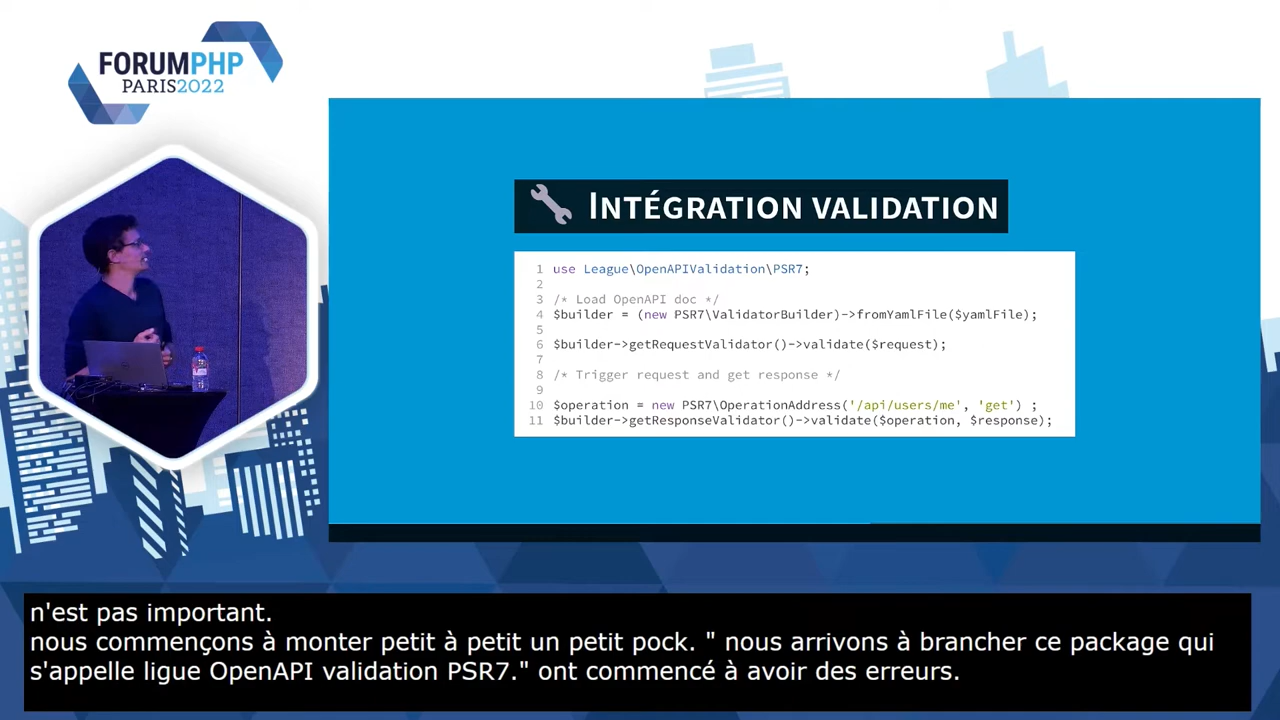 FORUMPHP
PARIS2022
🔧 INTÉGRATION VALIDATION
1 use League\OpenAPIValidation\PSR7;
2
3 /* Load OpenAPI doc */
4 $builder = (new PSR7\ValidatorBuilder)->fromYamlFile($yamlFile);
5
6 $builder->getRequestValidator()->validate($request);
7
8 /* Trigger request and get response */
9
10 $operation = new PSR7\OperationAddress('/api/users/me', 'get') ;
11 $builder->getResponseValidator()->validate($operation, $response);
n'est pas important.
nous commençons à monter petit à petit un petit pock. " nous arrivons à brancher ce package qui
s'appelle ligue OpenAPI validation PSR7." ont commencé à avoir des erreurs.